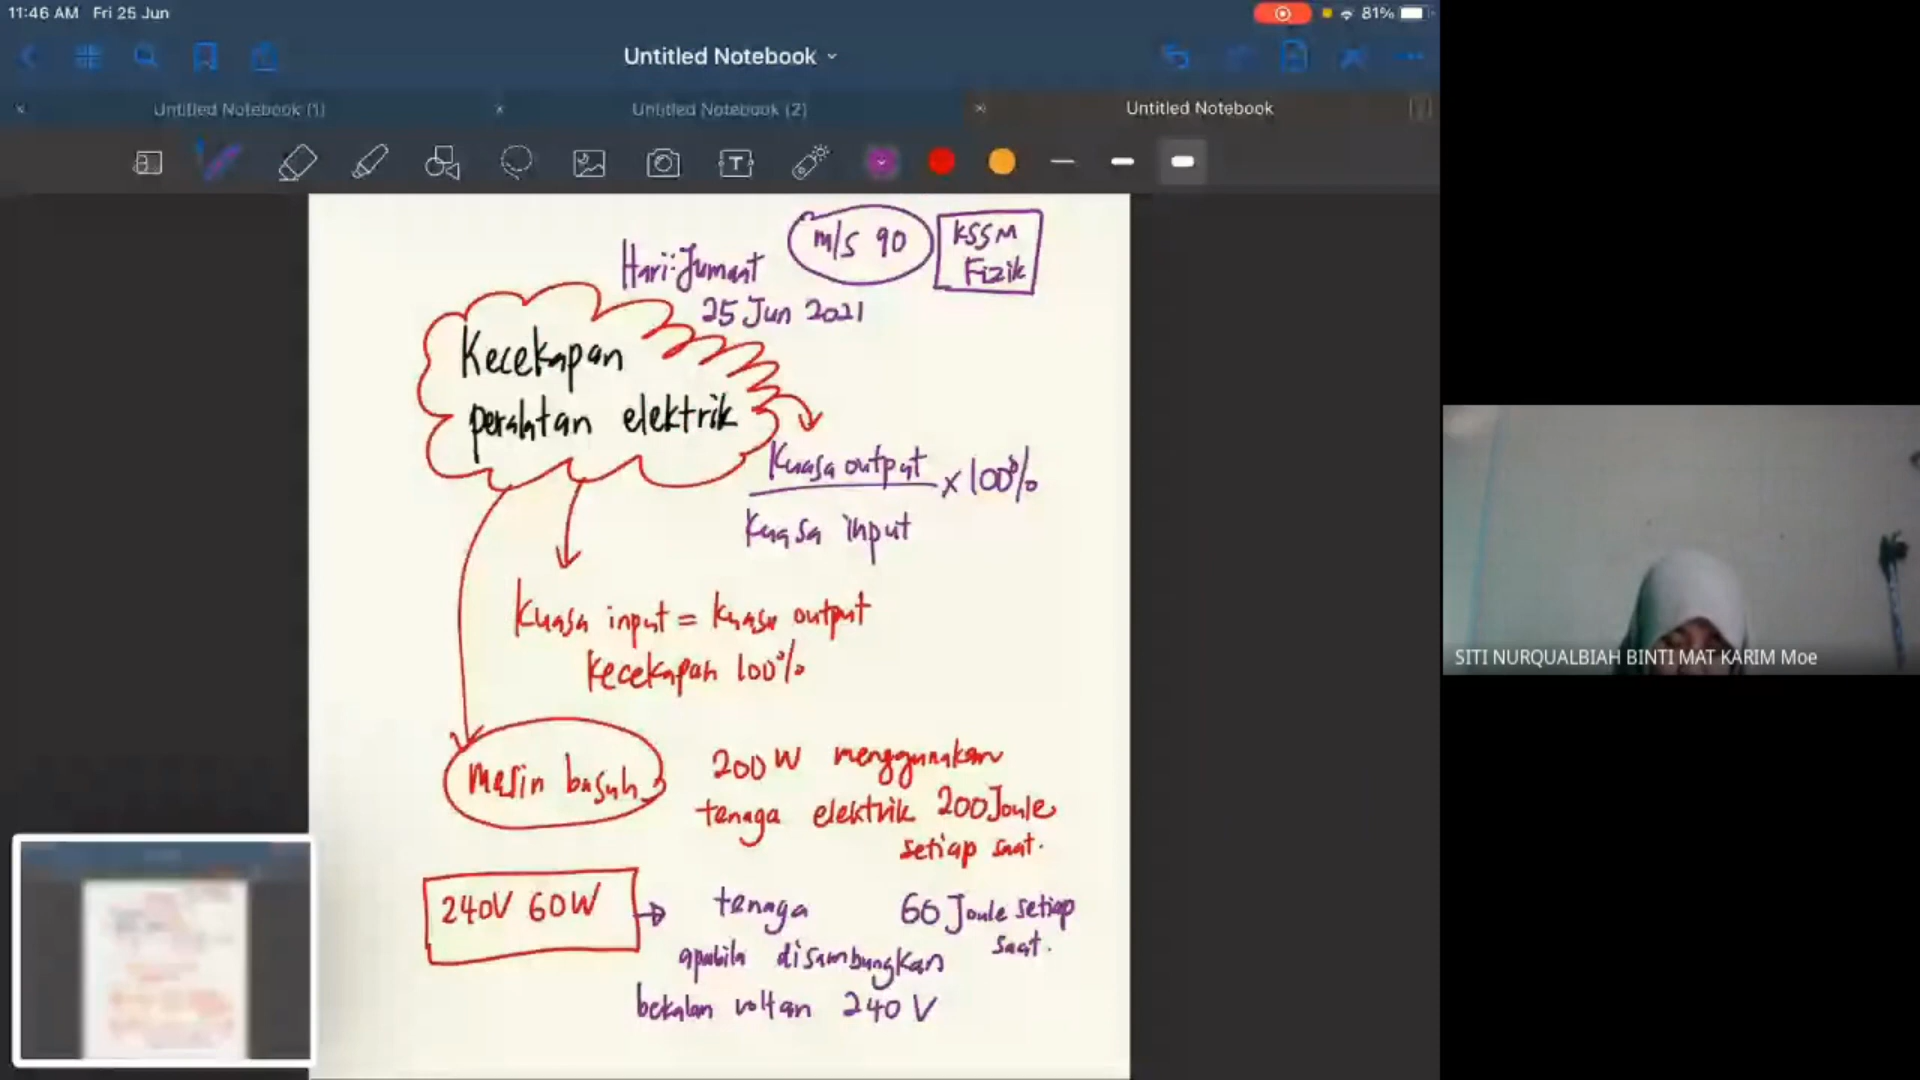 11:46 AM Fri 25 Jun
81%
Untitled Notebook
Untitled Notebook (1)
Untitled Notebook (2)
Untitled Notebook
m/s 90
KSSM
Fizik
Hari: Jumaat
25 Jun 2021
Kecekapan
peralatan elektrik
Kuasa output
x 100%
Kuasa input
Kuasa input = kuasa output
Kecekapan 100%
mesin basuh
200 W menggunakan
tenaga elektrik 200 Joule
setiap saat.
240V 60W
tenaga 60 Joule setiap
saat.
apabila disambungkan
bekalan voltan 240 V
SITI NURQUALBIAH BINTI MAT KARIM Moe